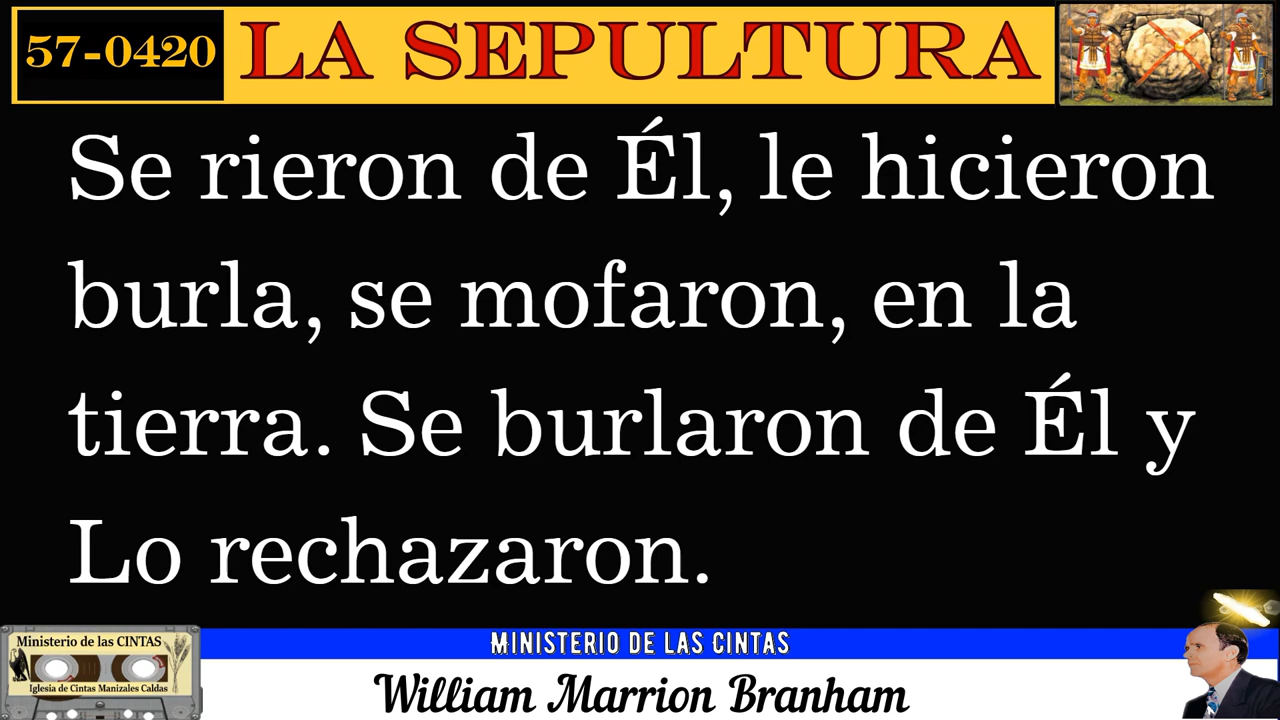 57-0420 LA SEPULTURA
Se rieron de Él, le hicieron
burla, se mofaron, en la
tierra. Se burlaron de Él y
Lo rechazaron.
Ministerio de las CINTAS
Iglesia de Cintas Manizales Caldas
MINISTERIO DE LAS CINTAS
William Marrion Branham